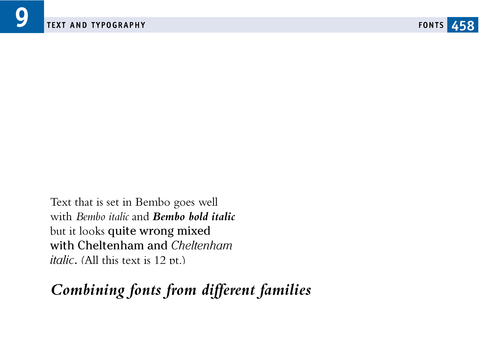 9
TEXT AND TYPOGRAPHY
FONTS 458
Text that is set in Bembo goes well
with Bembo italic and Bembo bold italic
but it looks quite wrong mixed
with Cheltenham and Cheltenham
italic. (All this text is 12 pt.)
Combining fonts from different families